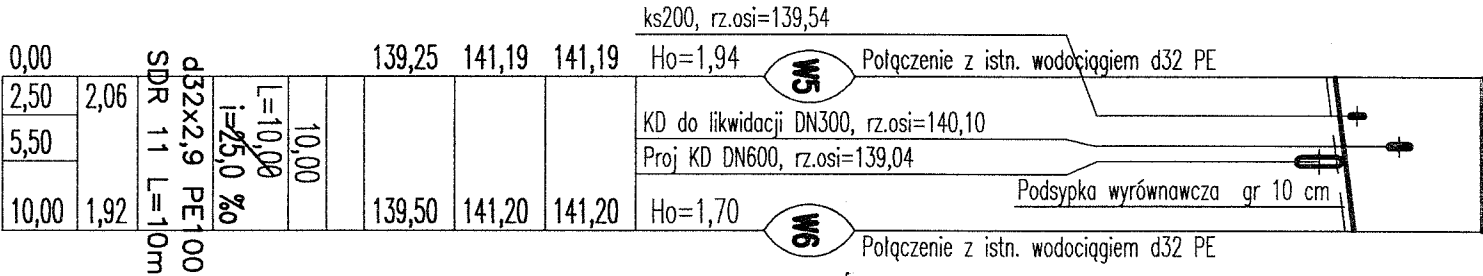 ks200, rz.osi=139,54
0,00 139,25 141,19 141,19 Ho=1,94 W5 Połączenie z istn. wodociągiem d32 PE
2,50 2,06
5,50
KD do likwidacji DN300, rz.osi=140,10
Proj KD DN600, rz.osi=139,04
Podsypka wyrównawcza gr 10 cm
10,00 1,92 139,50 141,20 141,20 Ho=1,70 W6 Połączenie z istn. wodociągiem d32 PE
d32x2,9 PE100
SDR 11 L=10m
L=10,00
i=25,0 ‰
10,00